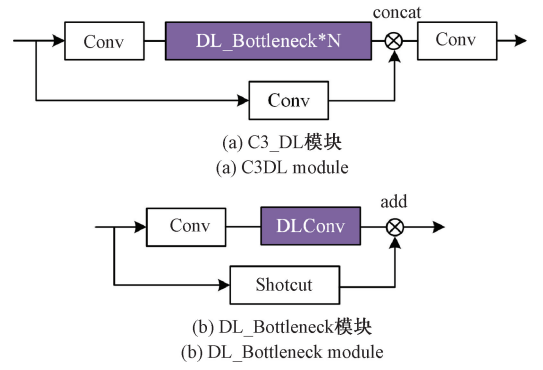 concat
Conv
DL_Bottleneck*N
Conv
Conv
(a) C3_DL模块
(a) C3DL module
add
Conv
DLConv
Shotcut
(b) DL_Bottleneck模块
(b) DL_Bottleneck module